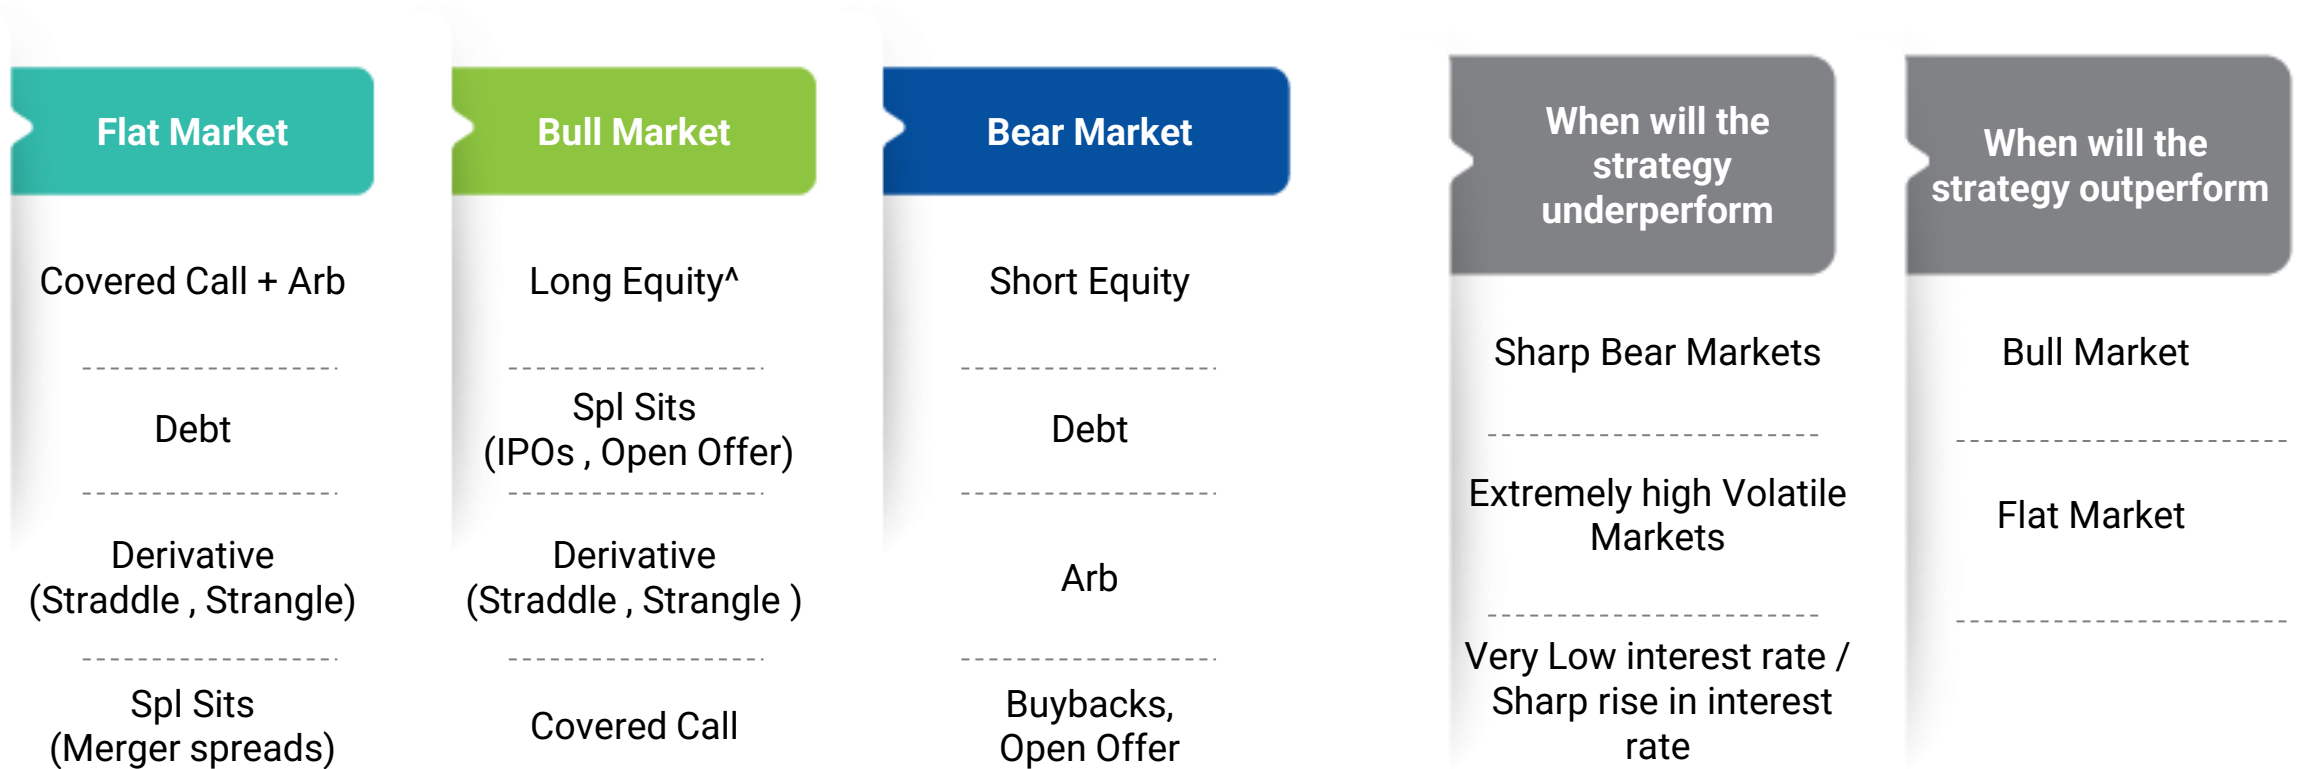 Flat Market
Covered Call + Arb
Debt
Derivative
(Straddle , Strangle)
Spl Sits
(Merger spreads)
Bull Market
Long Equity^
Spl Sits
(IPOs , Open Offer)
Derivative
(Straddle , Strangle )
Covered Call
Bear Market
Short Equity
Debt
Arb
Buybacks,
Open Offer
When will the
strategy
underperform
Sharp Bear Markets
Extremely high Volatile
Markets
Very Low interest rate /
Sharp rise in interest
rate
When will the
strategy outperform
Bull Market
Flat Market